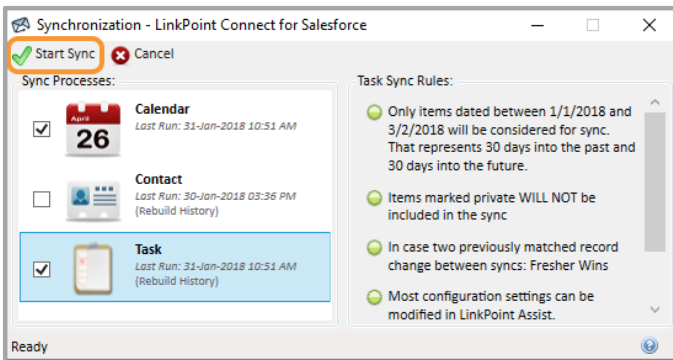 Synchronization - LinkPoint Connect for Salesforce
Start Sync
Cancel
Sync Processes:
April
26
Calendar
Last Run: 31-Jan-2018 10:51 AM
Contact
Last Run: 30-Jan-2018 03:36 PM
(Rebuild History)
Task
Last Run: 31-Jan-2018 10:51 AM
(Rebuild History)
Task Sync Rules:
Only items dated between 1/1/2018 and
3/2/2018 will be considered for sync.
That represents 30 days into the past and
30 days into the future.
Items marked private WILL NOT be
included in the sync
In case two previously matched record
change between syncs: Fresher Wins
Most configuration settings can be
modified in LinkPoint Assist.
Ready